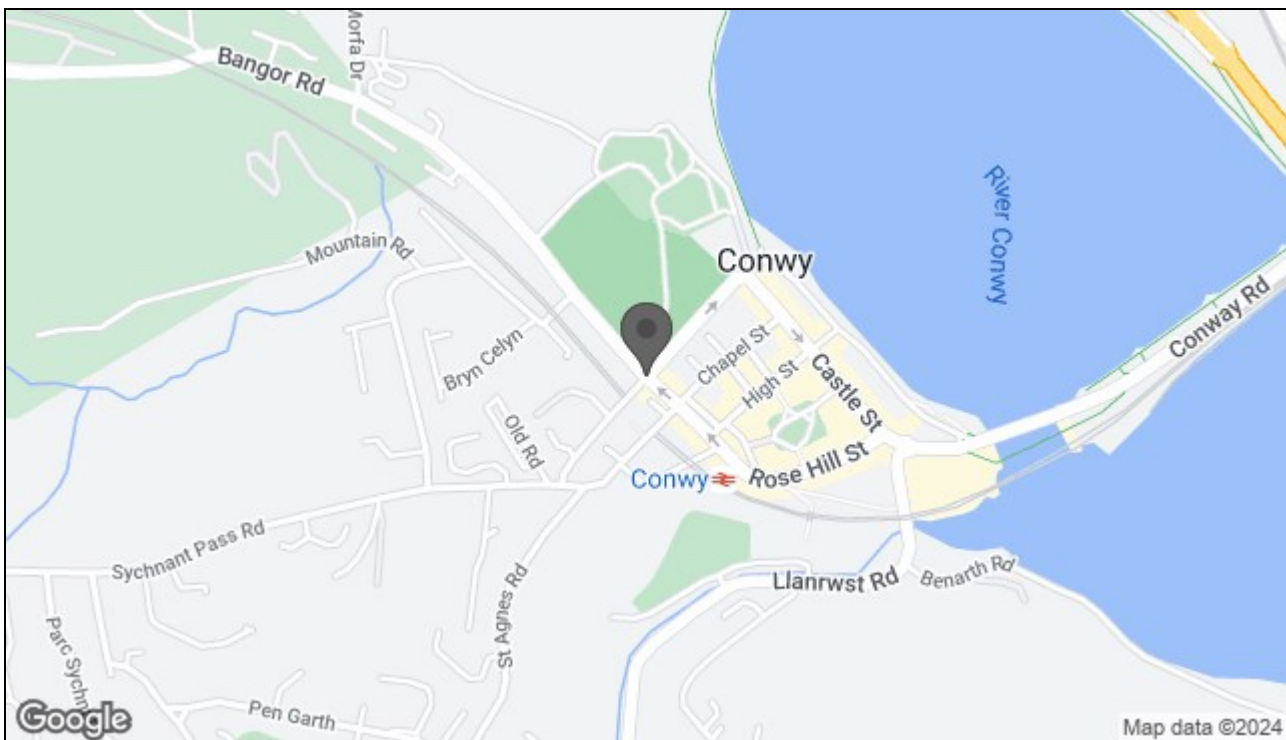 Morfa Dr
Bangor Rd
River Conwy
Mountain Rd
Conwy
Conway Rd
Chapel St
Bryn Celyn
High St
Castle St
Old Rd
Rose Hill St
Conwy
Sychnant Pass Rd
Llanrwst Rd
Benarth Rd
St Agnes Rd
Parc Sychn
Pen Garth
Google
Map data ©2024